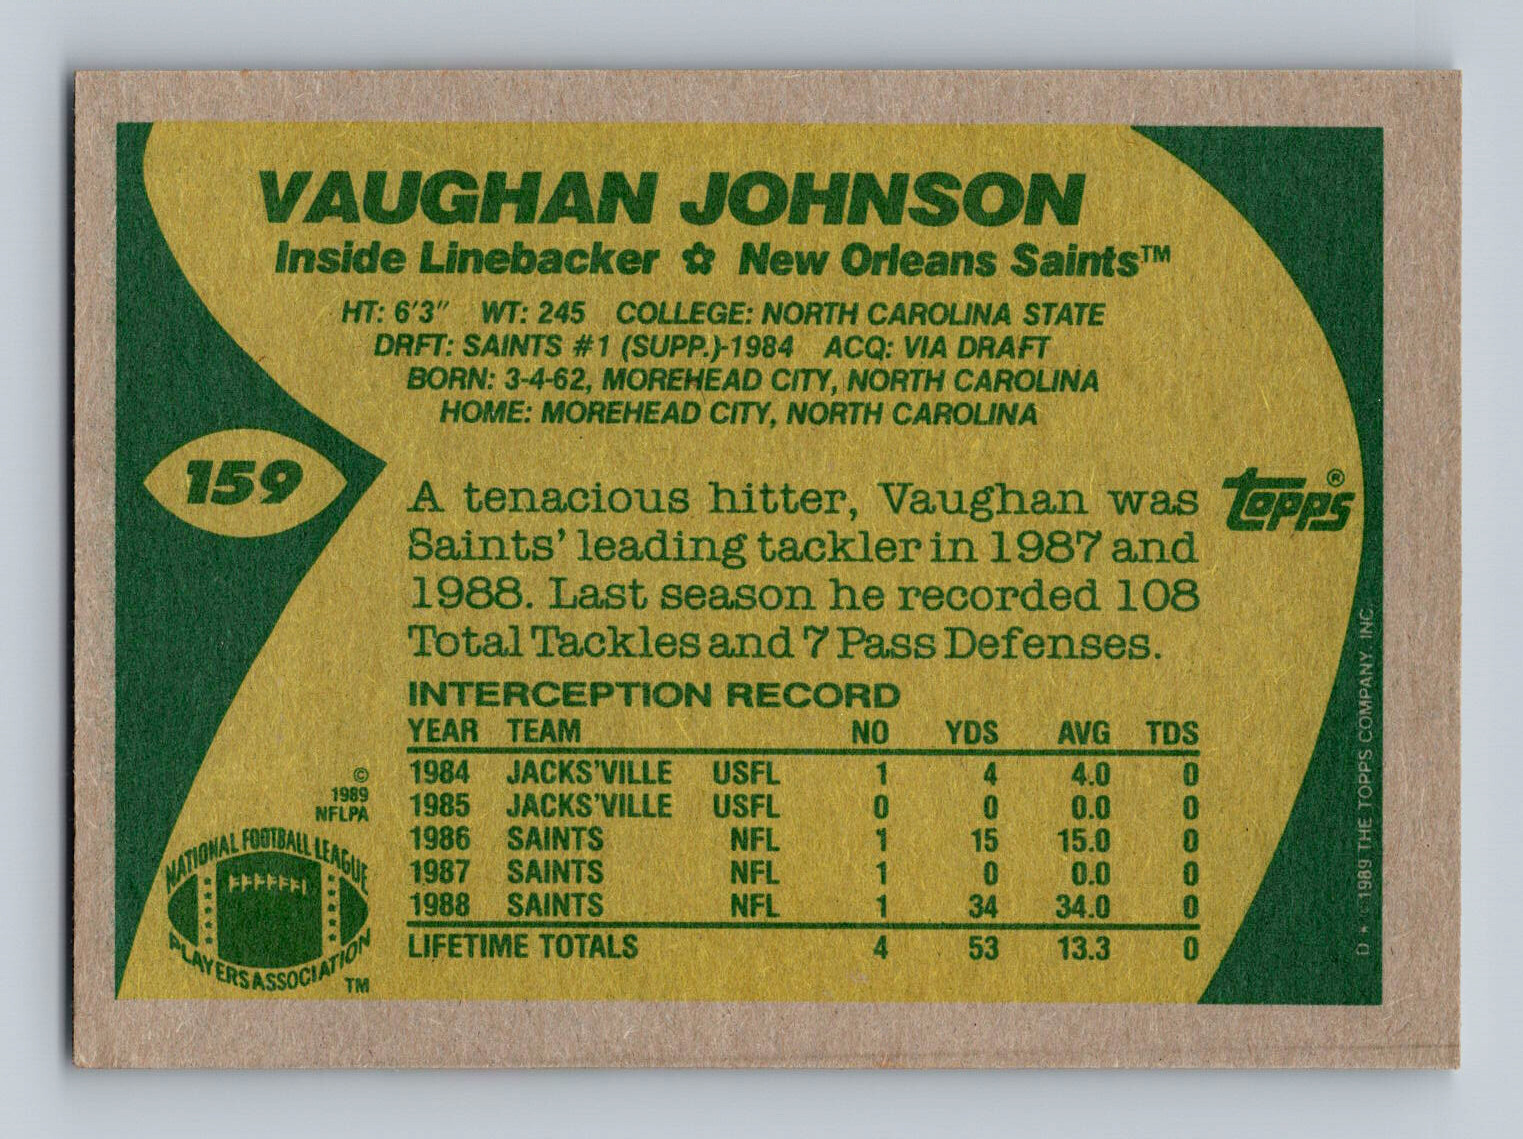 VAUGHAN JOHNSON
Inside Linebacker ✿ New Orleans Saints™
HT: 6'3" WT: 245 COLLEGE: NORTH CAROLINA STATE
DRFT: SAINTS #1 (SUPP.)-1984 ACQ: VIA DRAFT
BORN: 3-4-62, MOREHEAD CITY, NORTH CAROLINA
HOME: MOREHEAD CITY, NORTH CAROLINA
159
topps®
A tenacious hitter, Vaughan was
Saints' leading tackler in 1987 and
1988. Last season he recorded 108
Total Tackles and 7 Pass Defenses.
INTERCEPTION RECORD
YEAR TEAM NO YDS AVG TDS
1984 JACKS'VILLE USFL 1 4 4.0 0
1985 JACKS'VILLE USFL 0 0 0.0 0
1986 SAINTS NFL 1 15 15.0 0
1987 SAINTS NFL 1 0 0.0 0
1988 SAINTS NFL 1 34 34.0 0
LIFETIME TOTALS 4 53 13.3 0
©
1989
NFLPA
NATIONAL FOOTBALL LEAGUE
PLAYERS ASSOCIATION
TM
D * * © 1989 THE TOPPS COMPANY, INC.